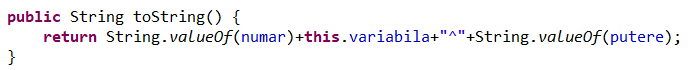 public String toString() {
    return String.valueOf(numar)+this.variabila+"^"+String.valueOf(putere);
}